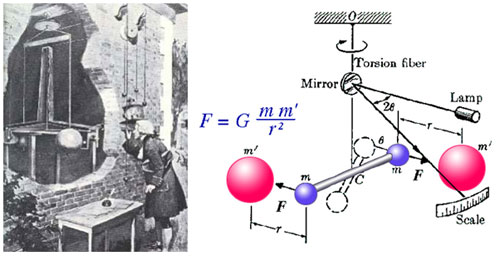 O
Torsion fiber
Mirror
Lamp
2θ
r
F = G m m' / r²
m'
m'
θ
m
m
C
F
F
r
Scale